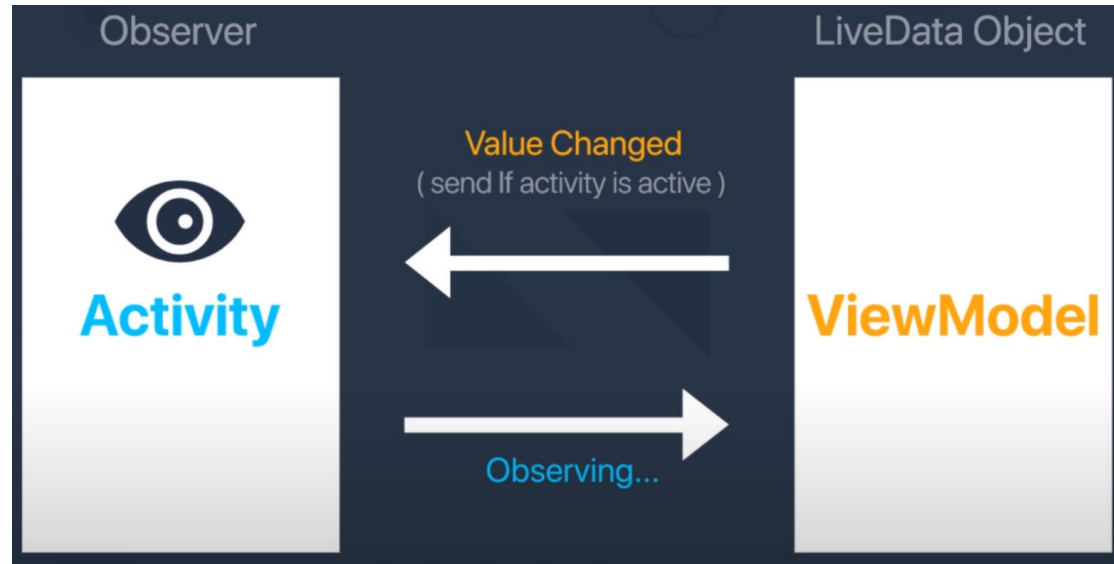 Observer
LiveData Object
Value Changed
( send If activity is active )
Activity
ViewModel
Observing...